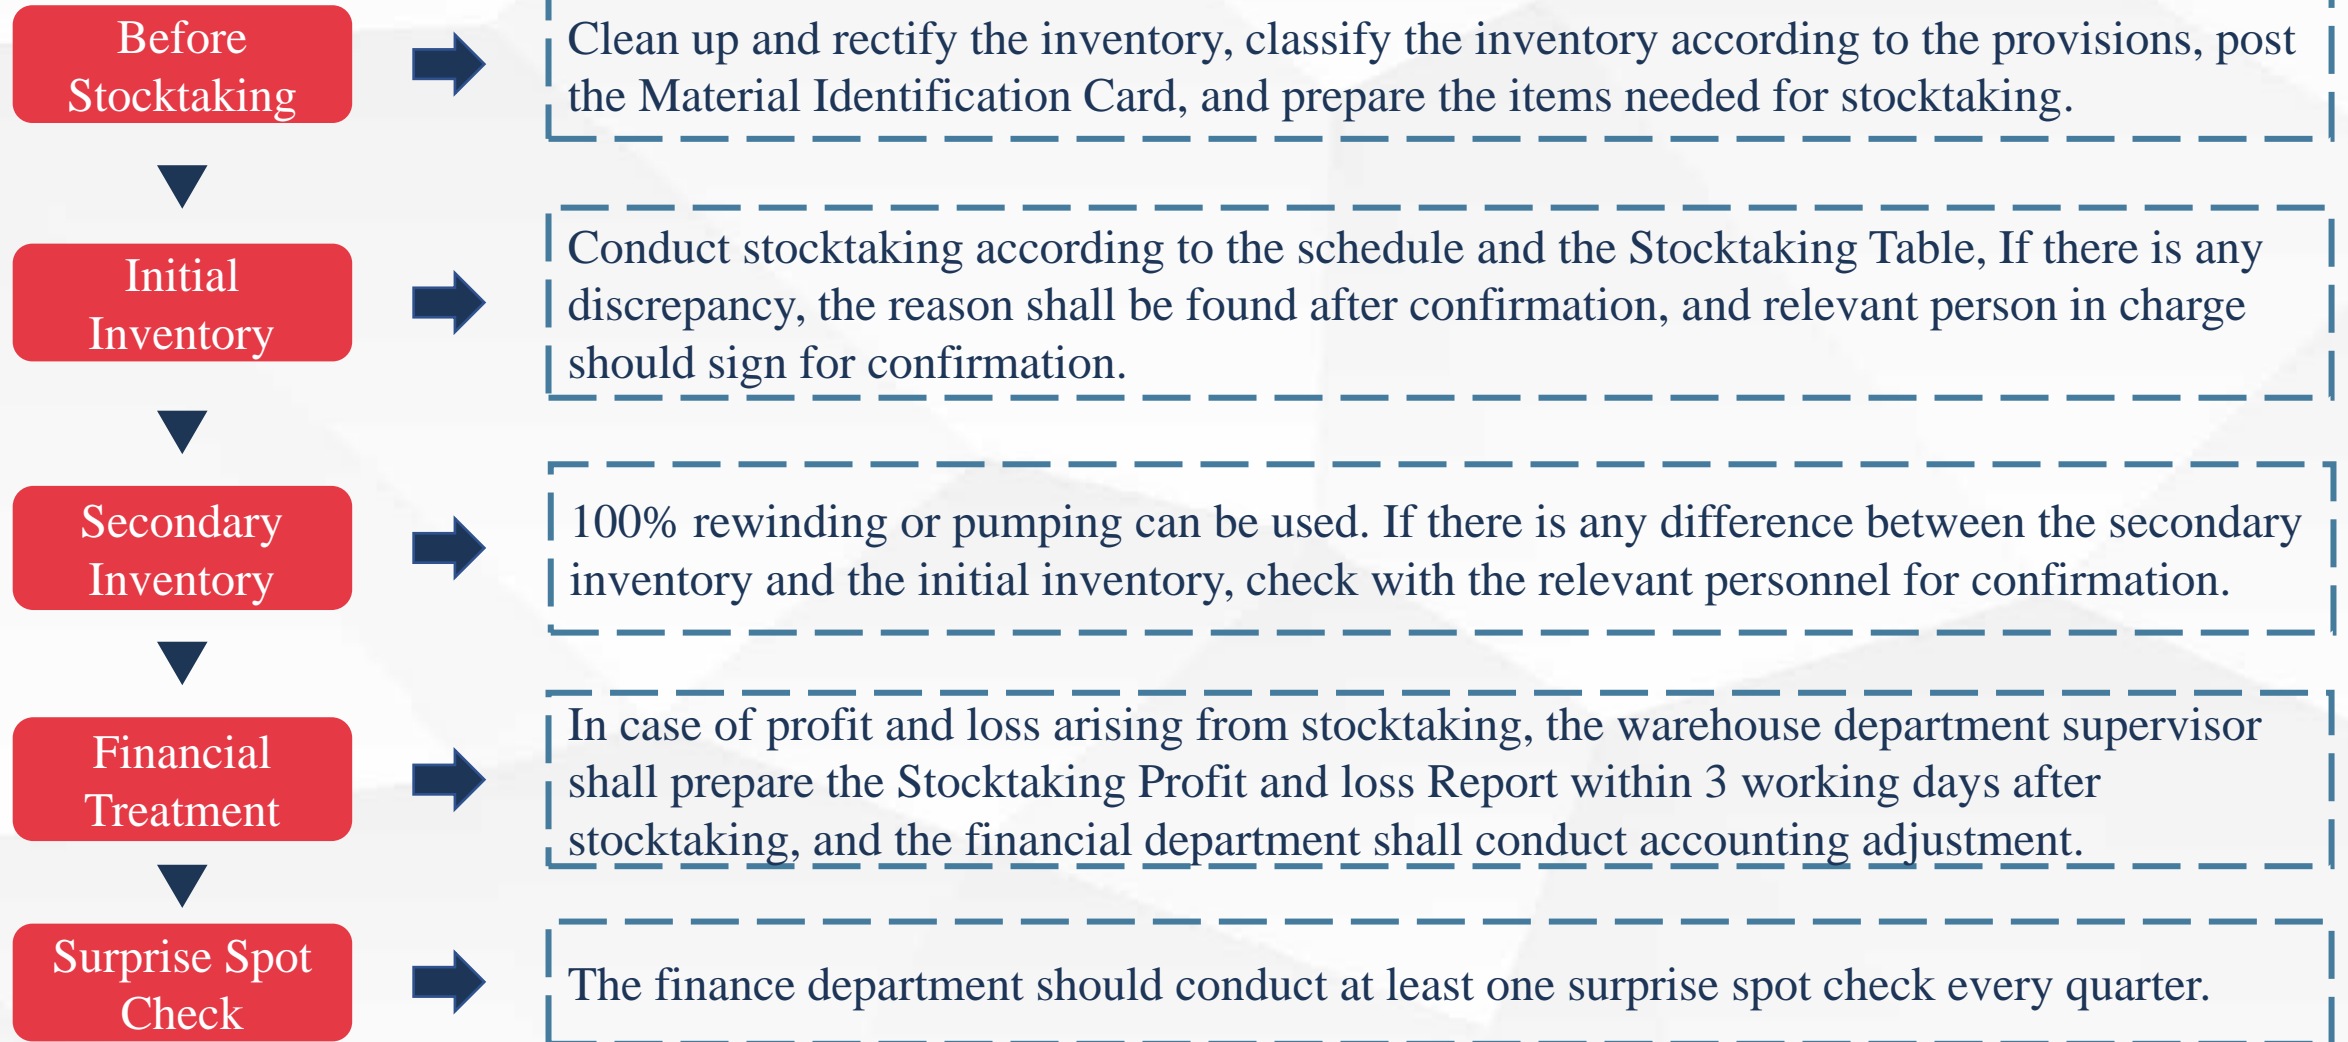 Before
Stocktaking
Clean up and rectify the inventory, classify the inventory according to the provisions, post
the Material Identification Card, and prepare the items needed for stocktaking.
Initial
Inventory
Conduct stocktaking according to the schedule and the Stocktaking Table, If there is any
discrepancy, the reason shall be found after confirmation, and relevant person in charge
should sign for confirmation.
Secondary
Inventory
100% rewinding or pumping can be used. If there is any difference between the secondary
inventory and the initial inventory, check with the relevant personnel for confirmation.
Financial
Treatment
In case of profit and loss arising from stocktaking, the warehouse department supervisor
shall prepare the Stocktaking Profit and loss Report within 3 working days after
stocktaking, and the financial department shall conduct accounting adjustment.
Surprise Spot
Check
The finance department should conduct at least one surprise spot check every quarter.